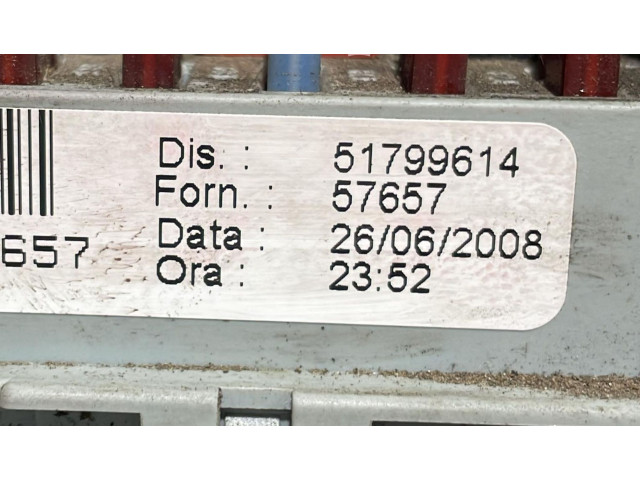 Dis. : 51799614
Forn. : 57657
Data : 26/06/2008
Ora : 23:52
657